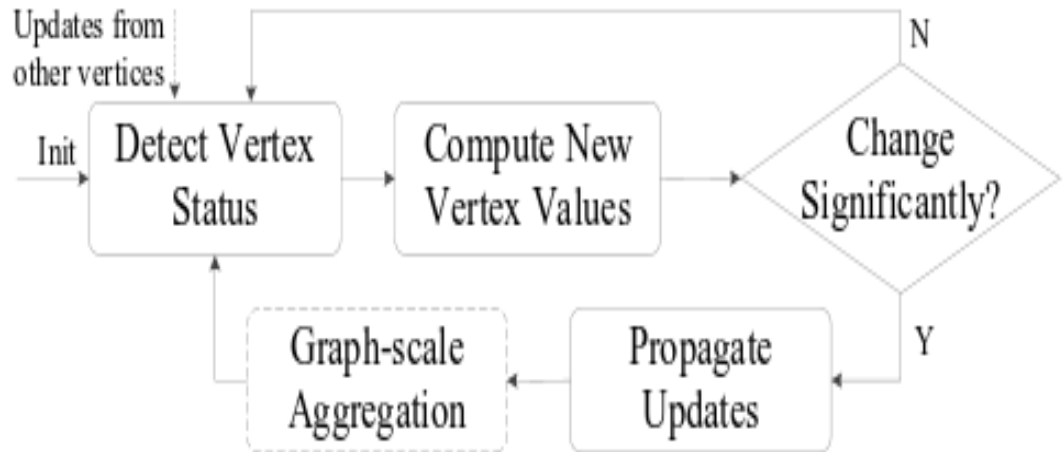 Updates from
other vertices
N
Init
Detect Vertex
Status
Compute New
Vertex Values
Change
Significantly?
Graph-scale
Aggregation
Propagate
Updates
Y